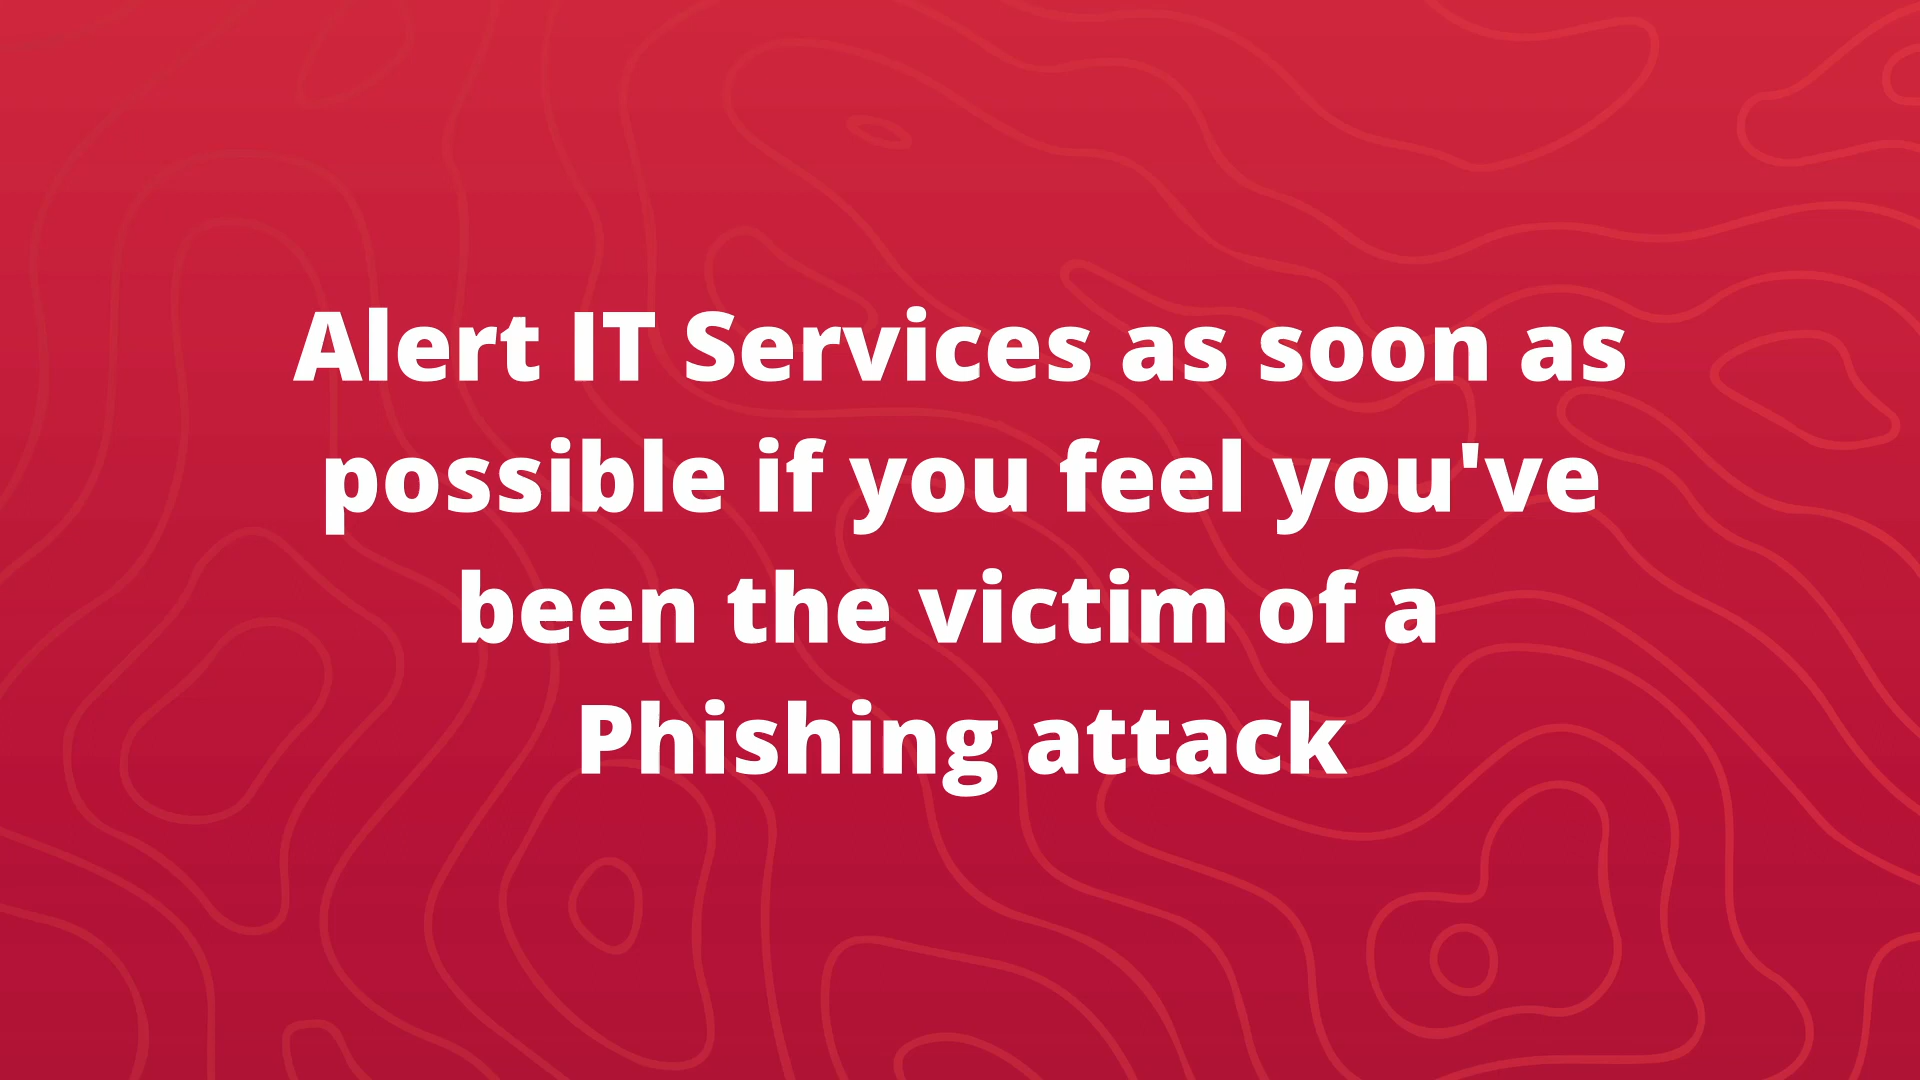 Alert IT Services as soon as
possible if you feel you've
been the victim of a
Phishing attack